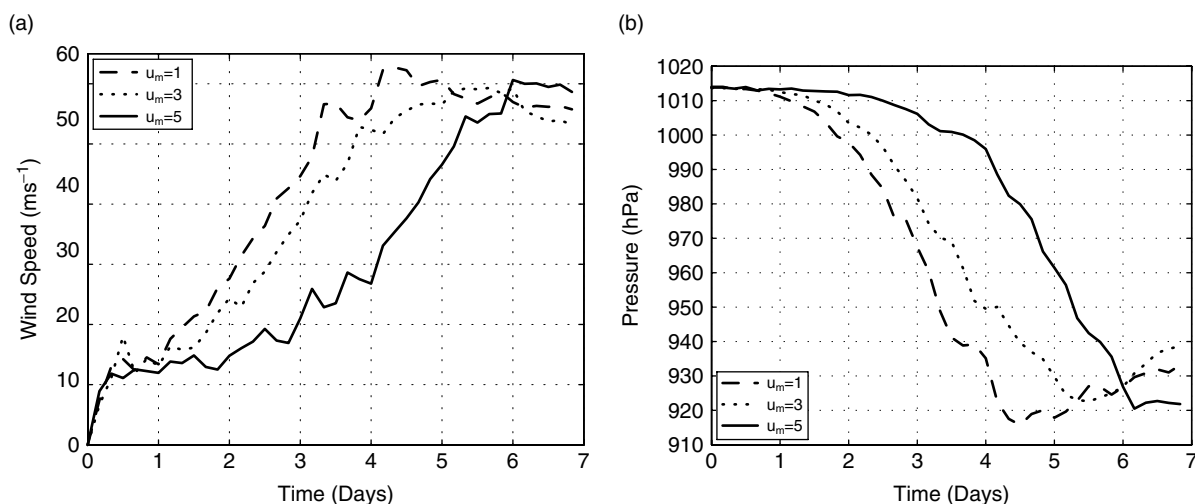 (a)
60
50
40
30
20
10
0
Wind Speed (ms⁻¹)
u_m=1
u_m=3
u_m=5
0 1 2 3 4 5 6 7
Time (Days)
(b)
1020
1010
1000
990
980
970
960
950
940
930
920
910
Pressure (hPa)
u_m=1
u_m=3
u_m=5
0 1 2 3 4 5 6 7
Time (Days)